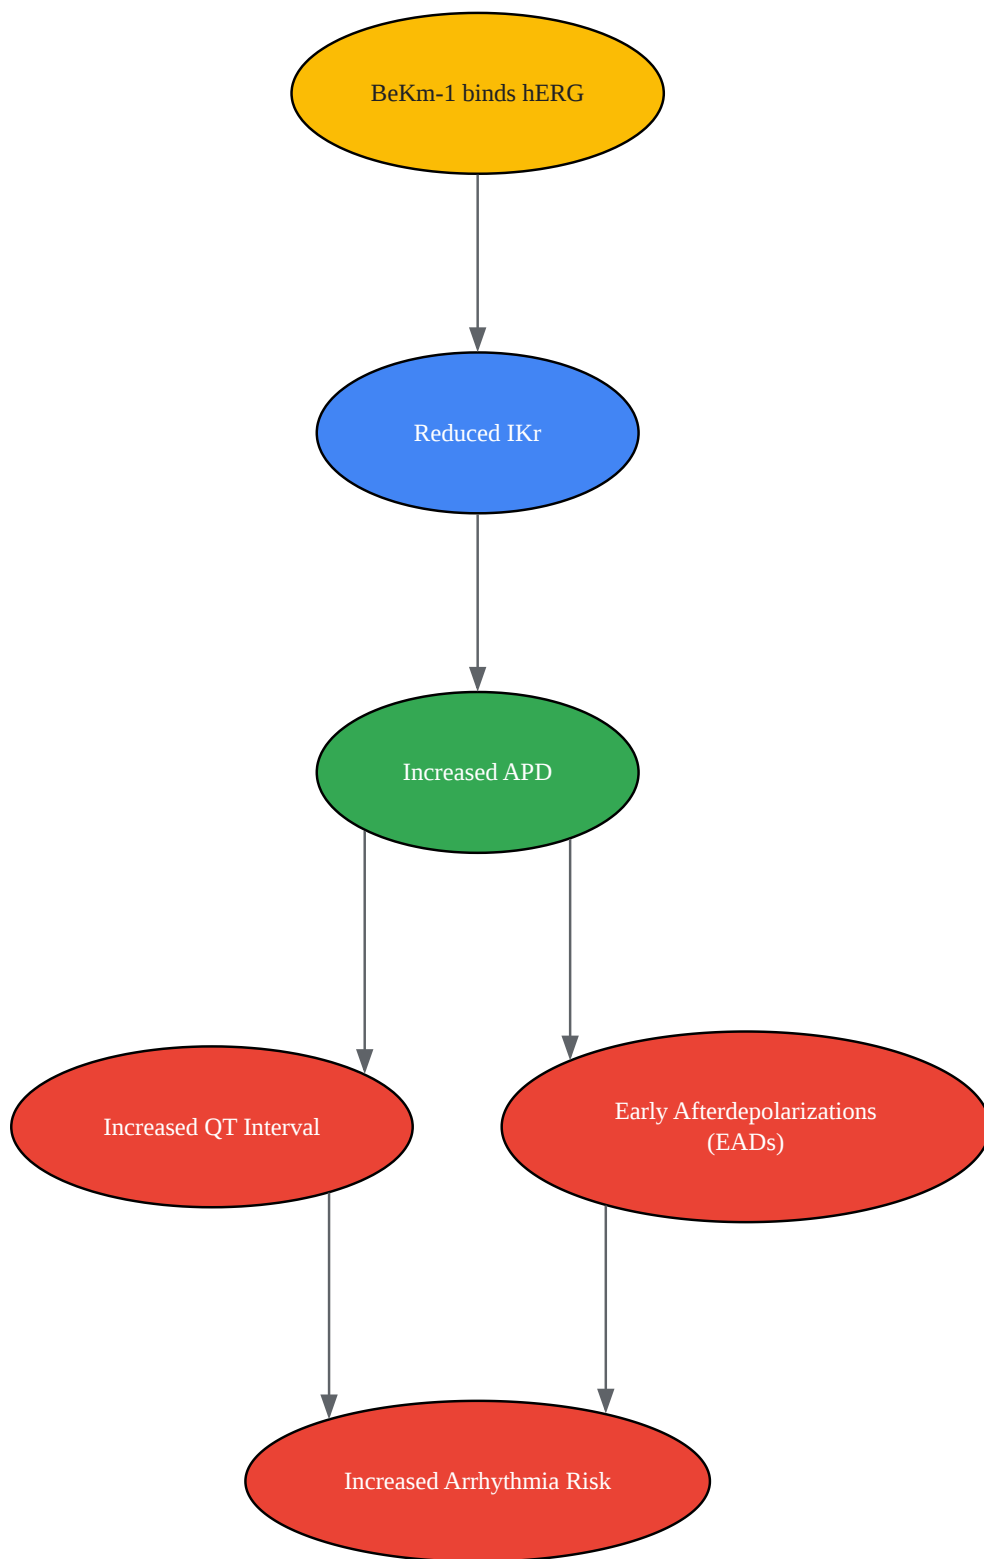 BeKm-1 binds hERG
Reduced IKr
Increased APD
Increased QT Interval
Early Afterdepolarizations
(EADs)
Increased Arrhythmia Risk